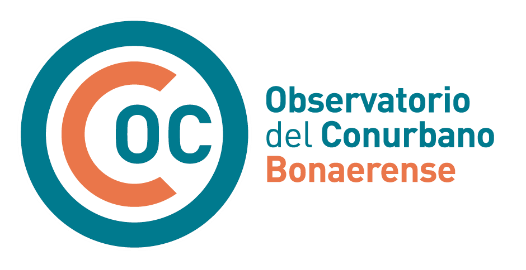 OC
Observatorio
del Conurbano
Bonaerense